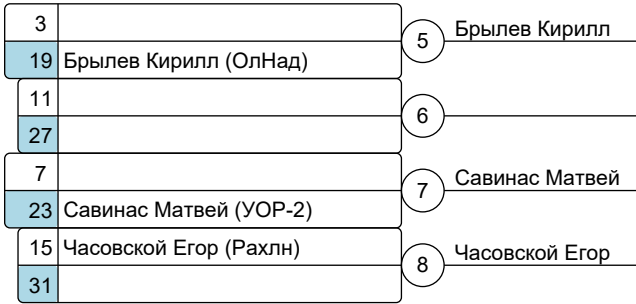 3
5 Брылев Кирилл
19 Брылев Кирилл (ОлНад)
11
6
27
7
7 Савинас Матвей
23 Савинас Матвей (УОР-2)
15 Часовской Егор (Рахлн)
8 Часовской Егор
31